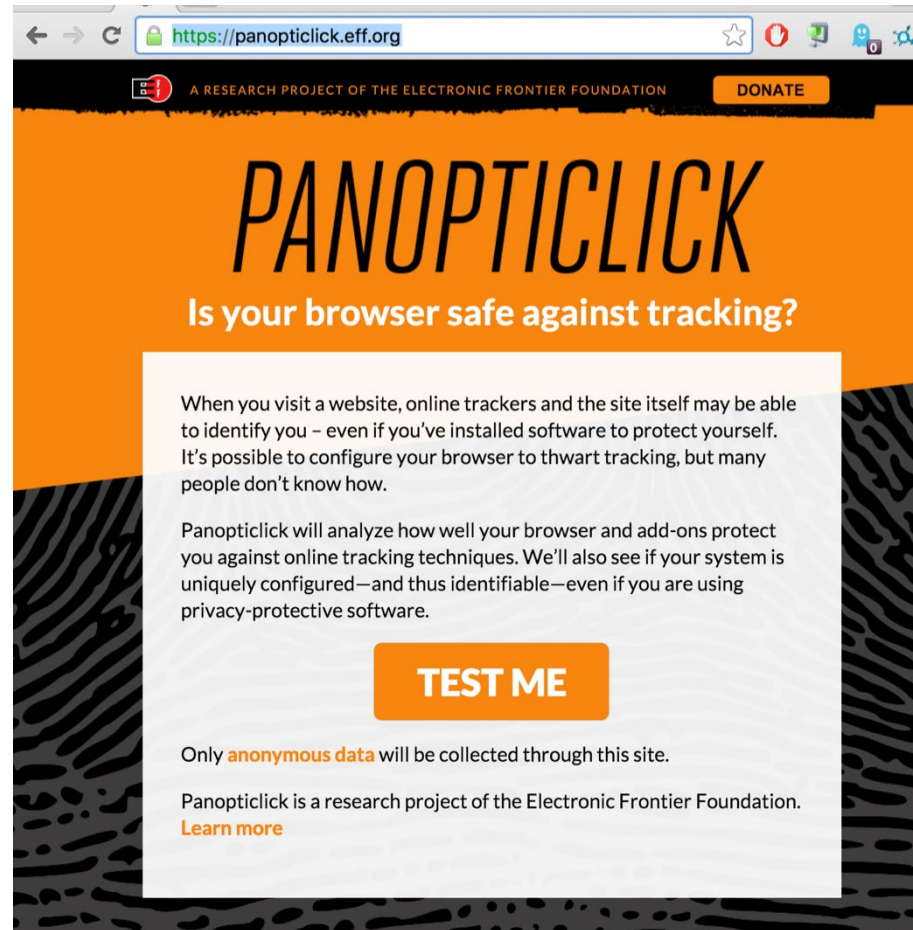 https://panopticlick.eff.org
0
A RESEARCH PROJECT OF THE ELECTRONIC FRONTIER FOUNDATION
DONATE
PANOPTICLICK
Is your browser safe against tracking?
When you visit a website, online trackers and the site itself may be able
to identify you – even if you’ve installed software to protect yourself.
It’s possible to configure your browser to thwart tracking, but many
people don’t know how.
Panopticlick will analyze how well your browser and add-ons protect
you against online tracking techniques. We’ll also see if your system is
uniquely configured—and thus identifiable—even if you are using
privacy-protective software.
TEST ME
Only anonymous data will be collected through this site.
Panopticlick is a research project of the Electronic Frontier Foundation.
Learn more